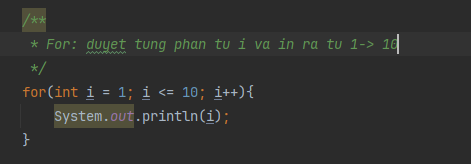 /**
* For: duyet tung phan tu i va in ra tu 1-> 10
*/
for(int i = 1; i <= 10; i++){
System.out.println(i);
}